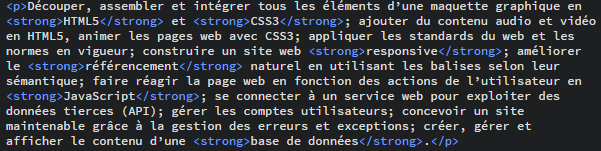 <p>Découper, assembler et intégrer tous les éléments d’une maquette graphique en
<strong>HTML5</strong> et <strong>CSS3</strong>; ajouter du contenu audio et vidéo
en HTML5, animer les pages web avec CSS3; appliquer les standards du web et les
normes en vigueur; construire un site web <strong>responsive</strong>; améliorer
le <strong>référencement</strong> naturel en utilisant les balises selon leur
sémantique; faire réagir la page web en fonction des actions de l’utilisateur en
<strong>JavaScript</strong>; se connecter à un service web pour exploiter des
données tierces (API); gérer les comptes utilisateurs; concevoir un site
maintenable grâce à la gestion des erreurs et exceptions; créer, gérer et
afficher le contenu d’une <strong>base de données</strong>.</p>